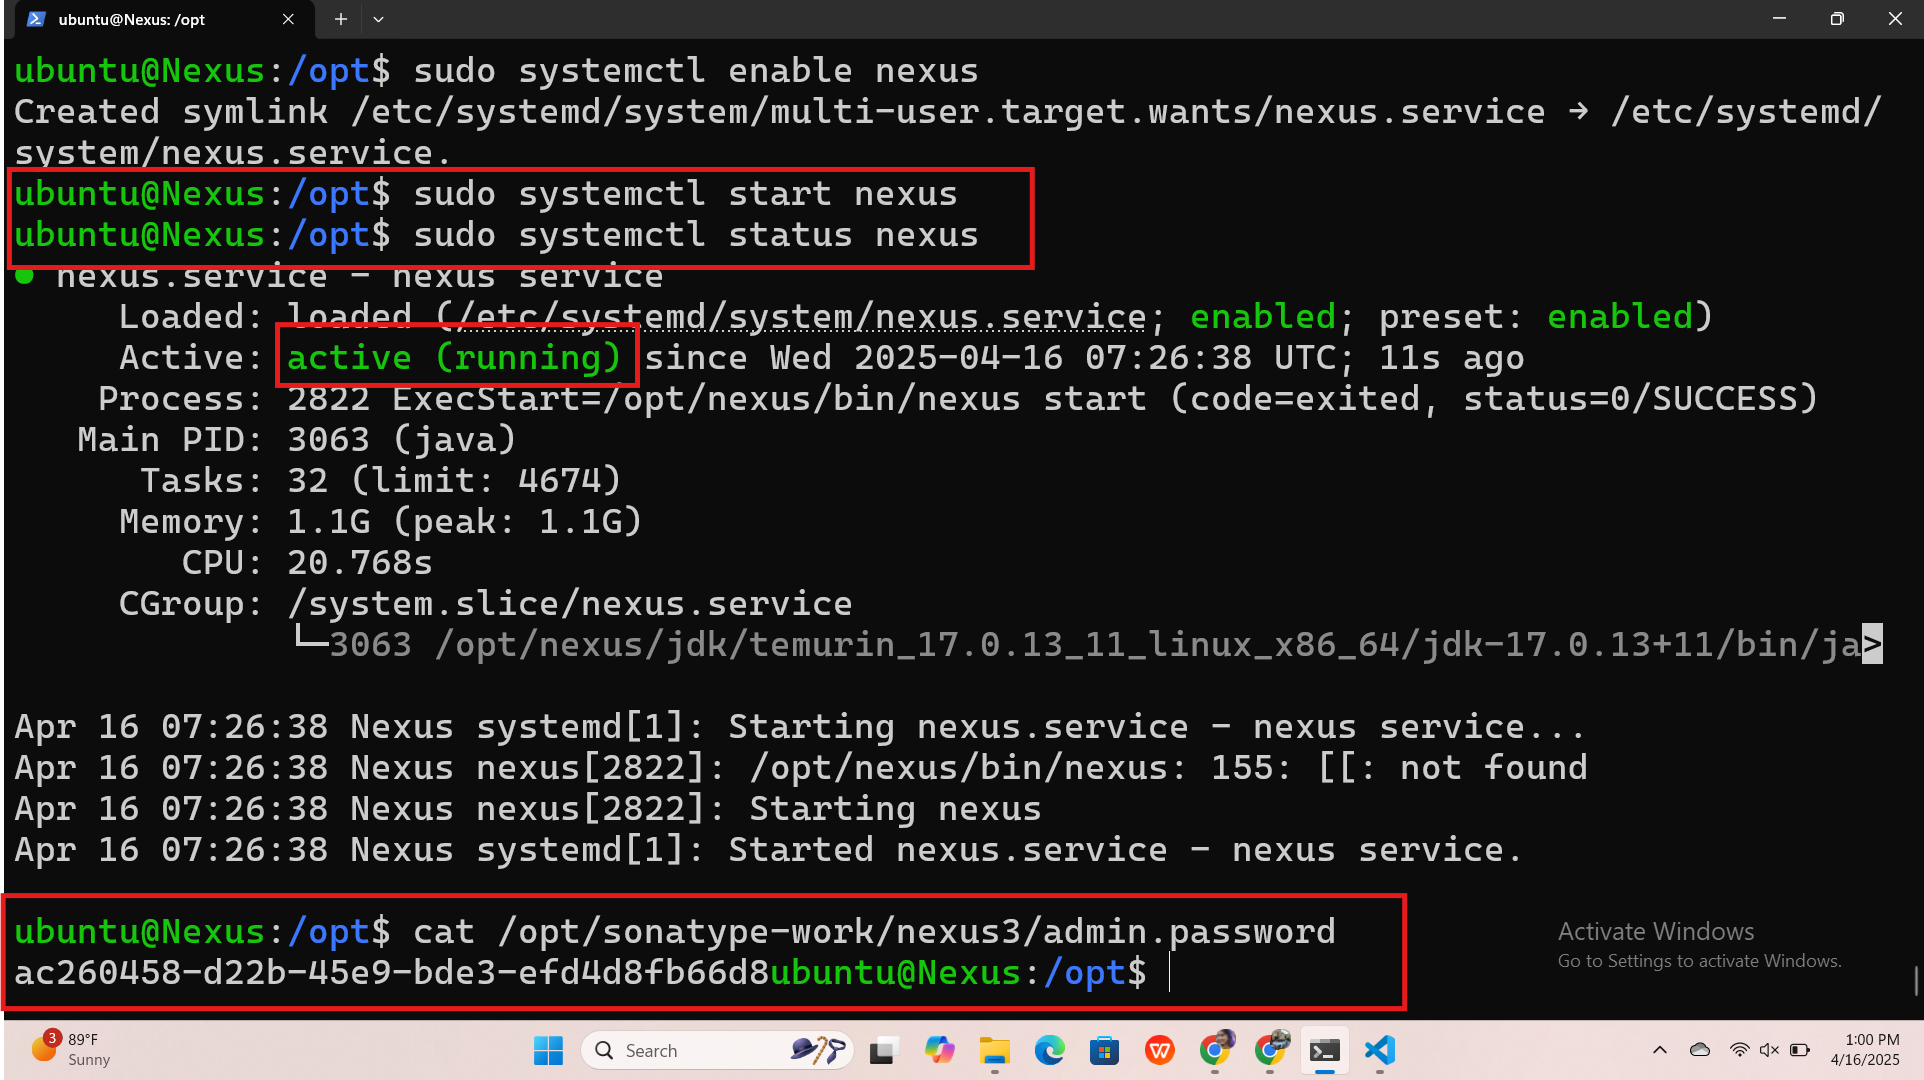 ubuntu@Nexus: /opt
ubuntu@Nexus:/opt$ sudo systemctl enable nexus
Created symlink /etc/systemd/system/multi-user.target.wants/nexus.service → /etc/systemd/
system/nexus.service.
ubuntu@Nexus:/opt$ sudo systemctl start nexus
ubuntu@Nexus:/opt$ sudo systemctl status nexus
● nexus.service - nexus service
Loaded: loaded (/etc/systemd/system/nexus.service; enabled; preset: enabled)
Active: active (running) since Wed 2025-04-16 07:26:38 UTC; 11s ago
Process: 2822 ExecStart=/opt/nexus/bin/nexus start (code=exited, status=0/SUCCESS)
Main PID: 3063 (java)
Tasks: 32 (limit: 4674)
Memory: 1.1G (peak: 1.1G)
CPU: 20.768s
CGroup: /system.slice/nexus.service
└─3063 /opt/nexus/jdk/temurin_17.0.13_11_linux_x86_64/jdk-17.0.13+11/bin/ja>
Apr 16 07:26:38 Nexus systemd[1]: Starting nexus.service - nexus service...
Apr 16 07:26:38 Nexus nexus[2822]: /opt/nexus/bin/nexus: 155: [[: not found
Apr 16 07:26:38 Nexus nexus[2822]: Starting nexus
Apr 16 07:26:38 Nexus systemd[1]: Started nexus.service - nexus service.
ubuntu@Nexus:/opt$ cat /opt/sonatype-work/nexus3/admin.password
ac260458-d22b-45e9-bde3-efd4d8fb66d8ubuntu@Nexus:/opt$
Activate Windows
Go to Settings to activate Windows.
3
89°F
Sunny
Search
1:00 PM
4/16/2025